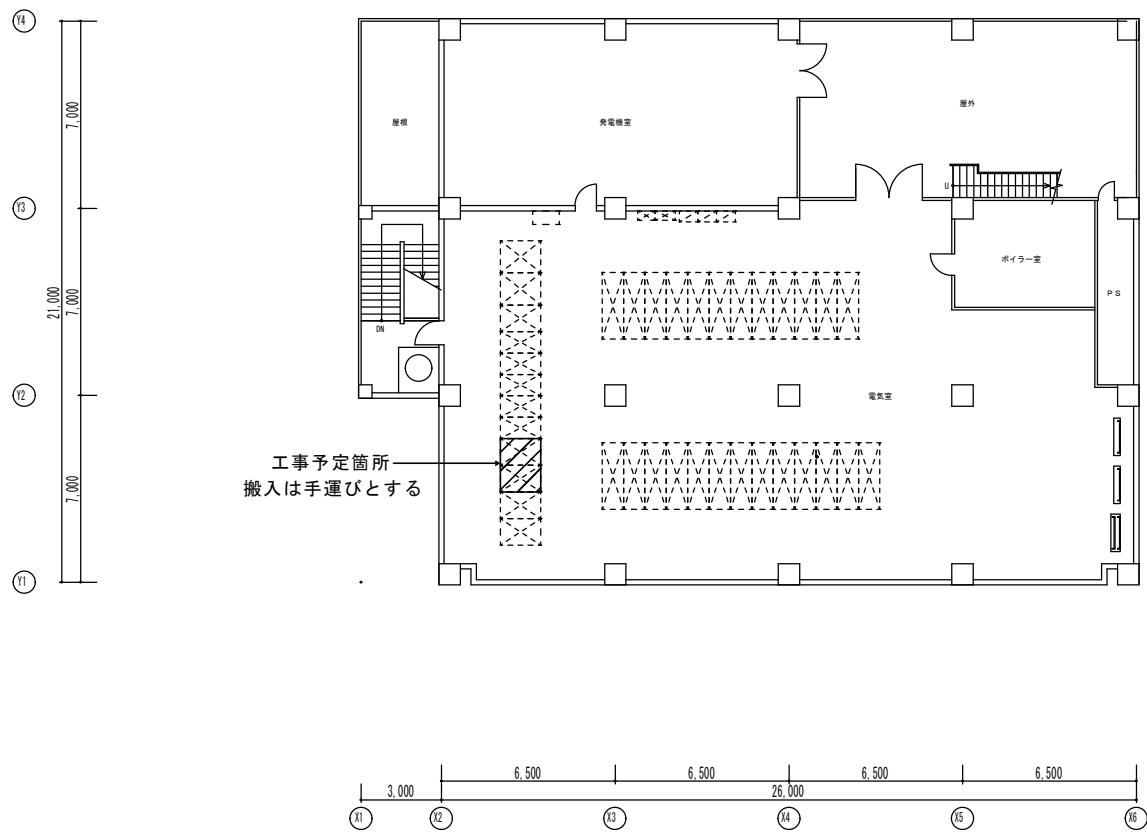 Y4
7,000
屋根
発電機室
屋外
U
Y3
21,000
7,000
ボイラー室
PS
DN
Y2
電気室
工事予定箇所
搬入は手運びとする
7,000
Y1
6,500
6,500
6,500
6,500
3,000
26,000
X1
X2
X3
X4
X5
X6